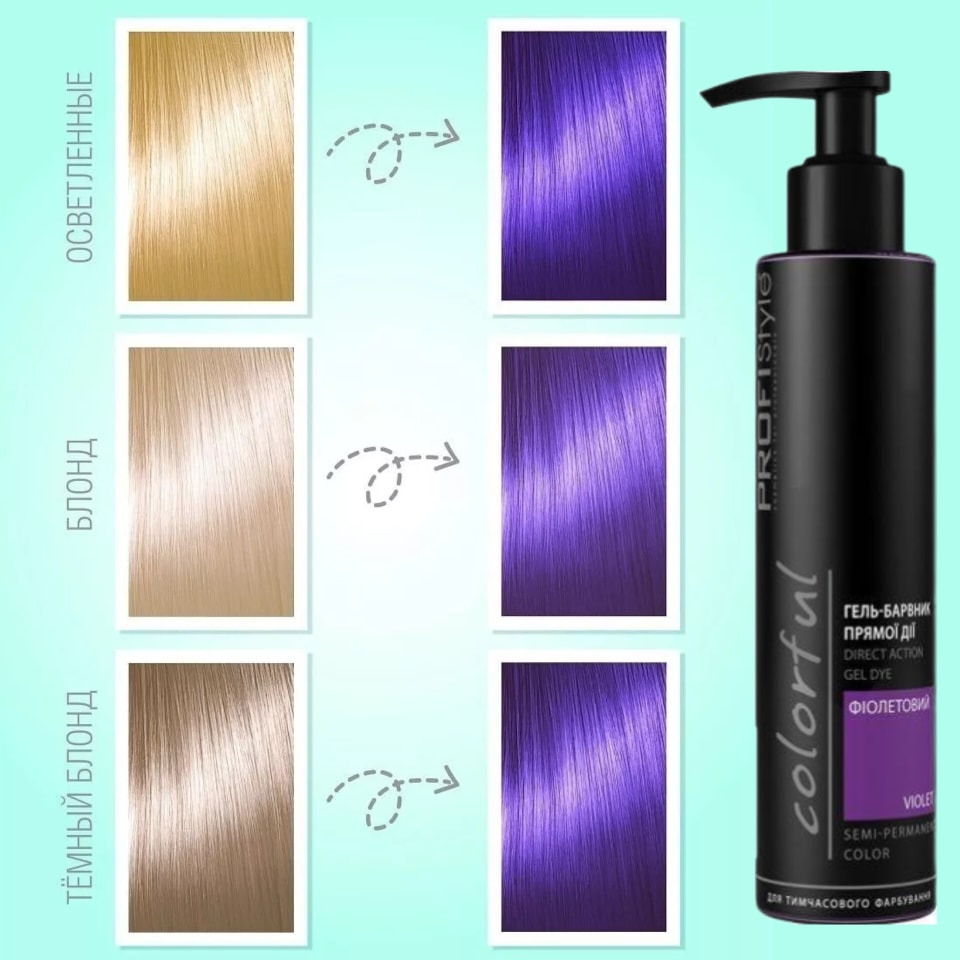 ОСВЕТЛЕННЫЕ
БЛОНД
ТЁМНЫЙ БЛОНД
PROFIStyle
colorful
ГЕЛЬ-БАРВНИК
ПРЯМОЇ ДІЇ
DIRECT ACTION
GEL DYE
ФІОЛЕТОВИЙ
VIOLET
SEMI-PERMANENT
COLOR
ДЛЯ ТИМЧАСОВОГО ФАРБУВАННЯ